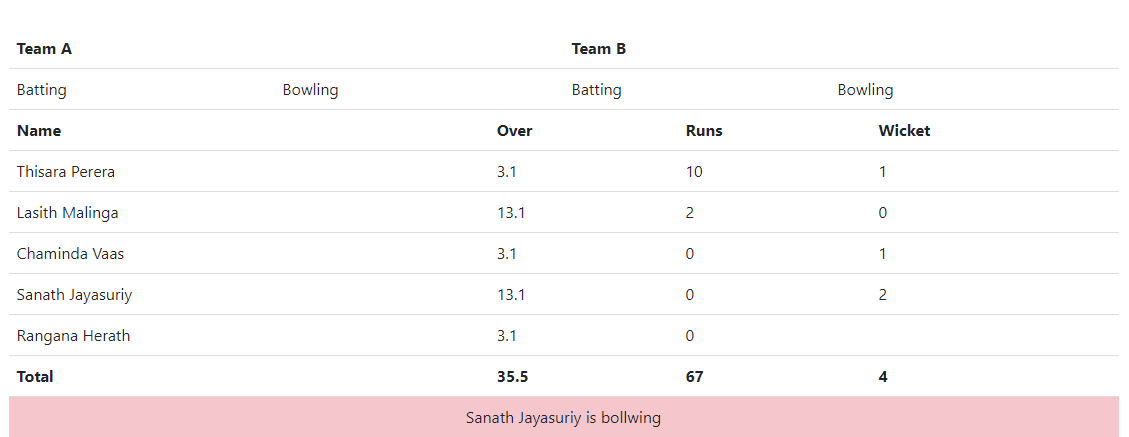 Team A Team B
Batting Bowling Batting Bowling
Name Over Runs Wicket
Thisara Perera 3.1 10 1
Lasith Malinga 13.1 2 0
Chaminda Vaas 3.1 0 1
Sanath Jayasuriy 13.1 0 2
Rangana Herath 3.1 0
Total 35.5 67 4
Sanath Jayasuriy is bollwing